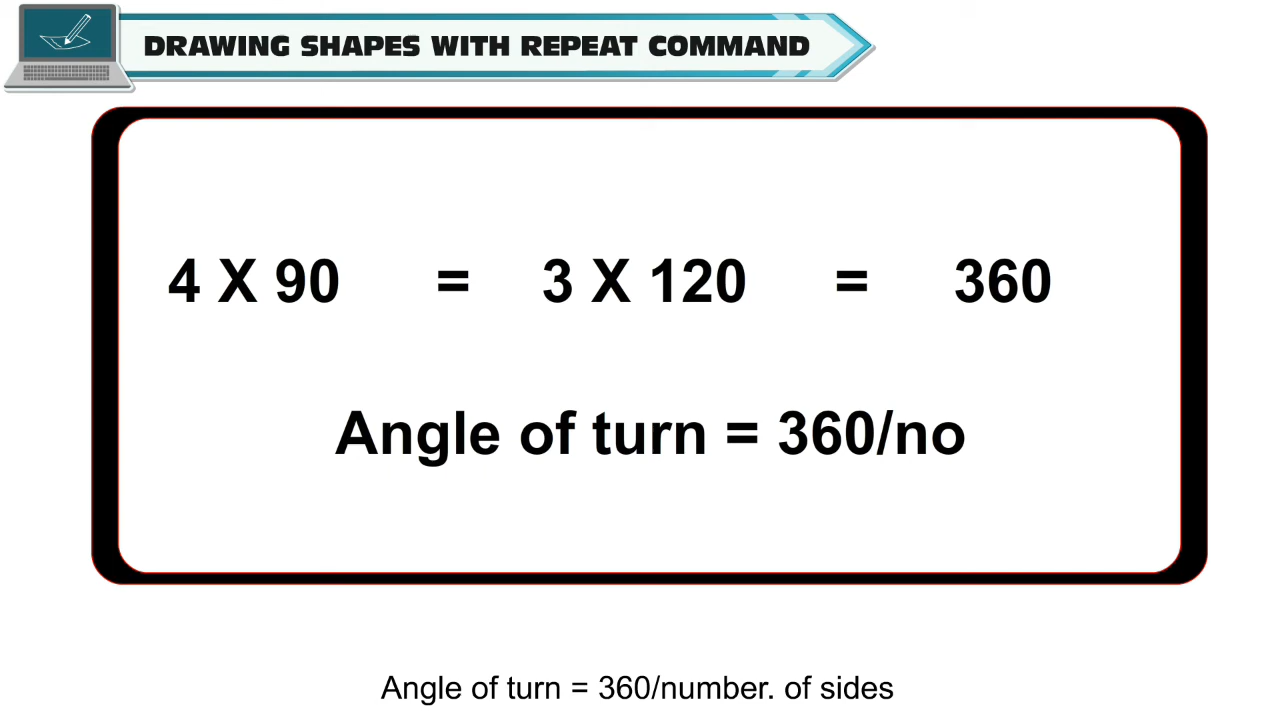 DRAWING SHAPES WITH REPEAT COMMAND
4 X 90 = 3 X 120 = 360
Angle of turn = 360/no
Angle of turn = 360/number. of sides